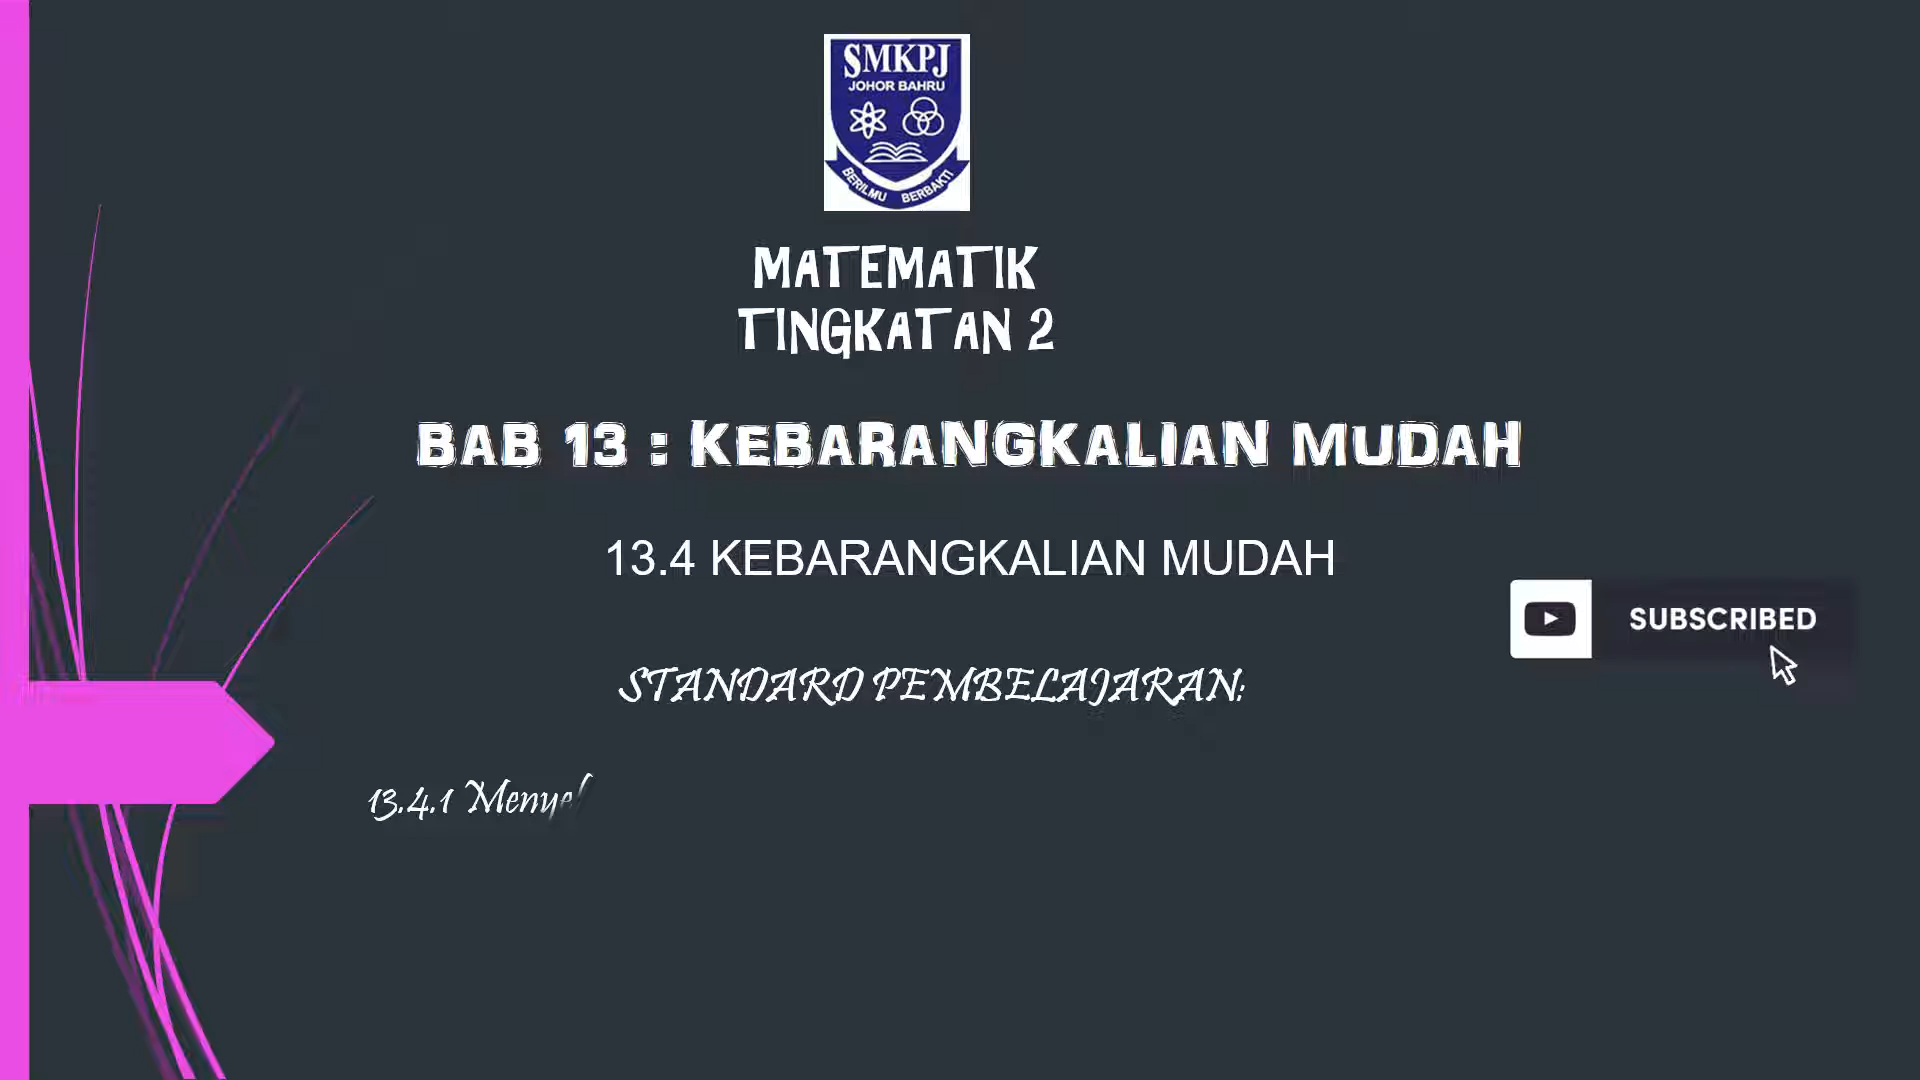 SMKPJ
JOHOR BAHRU
BERILMU BERBAKTI
MATEMATIK
TINGKATAN 2
BAB 13 : KEBARANGKALIAN MUDAH
13.4 KEBARANGKALIAN MUDAH
SUBSCRIBED
STANDARD PEMBELAJARAN:
13.4.1